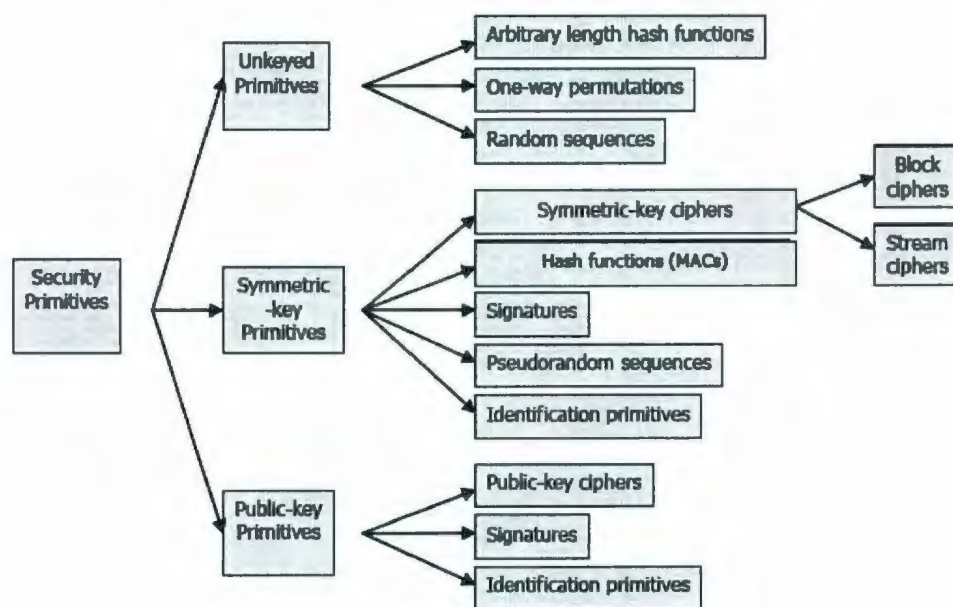 Security
Primitives
Unkeyed
Primitives
Arbitrary length hash functions
One-way permutations
Random sequences
Symmetric
-key
Primitives
Symmetric-key ciphers
Block
ciphers
Stream
ciphers
Hash functions (MACs)
Signatures
Pseudorandom sequences
Identification primitives
Public-key
Primitives
Public-key ciphers
Signatures
Identification primitives